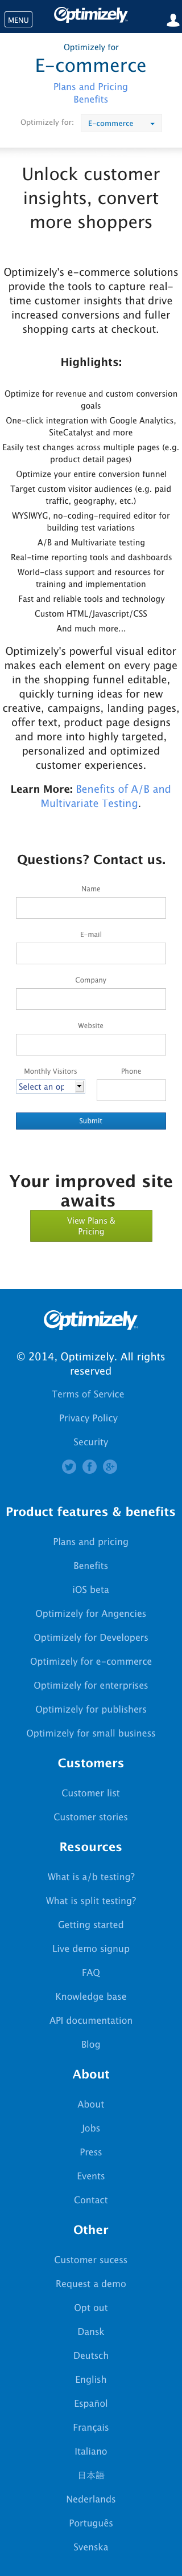 MENU
Optimizely
Optimizely for
E-commerce
Plans and Pricing
Benefits
Optimizely for:
E-commerce
Unlock customer
insights, convert
more shoppers
Optimizely's e-commerce solutions
provide the tools to capture real-
time customer insights that drive
increased conversions and fuller
shopping carts at checkout.
Highlights:
Optimize for revenue and custom conversion
goals
One-click integration with Google Analytics,
SiteCatalyst and more
Easily test changes across multiple pages (e.g.
product detail pages)
Optimize your entire conversion funnel
Target custom visitor audiences (e.g. paid
traffic, geography, etc.)
WYSIWYG, no-coding-required editor for
building test variations
A/B and Multivariate testing
Real-time reporting tools and dashboards
World-class support and resources for
training and implementation
Fast and reliable tools and technology
Custom HTML/Javascript/CSS
And much more...
Optimizely's powerful visual editor
makes each element on every page
in the shopping funnel editable,
quickly turning ideas for new
creative, campaigns, landing pages,
offer text, product page designs
and more into highly targeted,
personalized and optimized
customer experiences.
Learn More: Benefits of A/B and
Multivariate Testing.
Questions? Contact us.
Name
E-mail
Company
Website
Monthly Visitors
Phone
Select an op
Submit
Your improved site
awaits
View Plans &
Pricing
Optimizely
© 2014, Optimizely. All rights
reserved
Terms of Service
Privacy Policy
Security
Product features & benefits
Plans and pricing
Benefits
iOS beta
Optimizely for Angencies
Optimizely for Developers
Optimizely for e-commerce
Optimizely for enterprises
Optimizely for publishers
Optimizely for small business
Customers
Customer list
Customer stories
Resources
What is a/b testing?
What is split testing?
Getting started
Live demo signup
FAQ
Knowledge base
API documentation
Blog
About
About
Jobs
Press
Events
Contact
Other
Customer sucess
Request a demo
Opt out
Dansk
Deutsch
English
Español
Français
Italiano
日本語
Nederlands
Português
Svenska